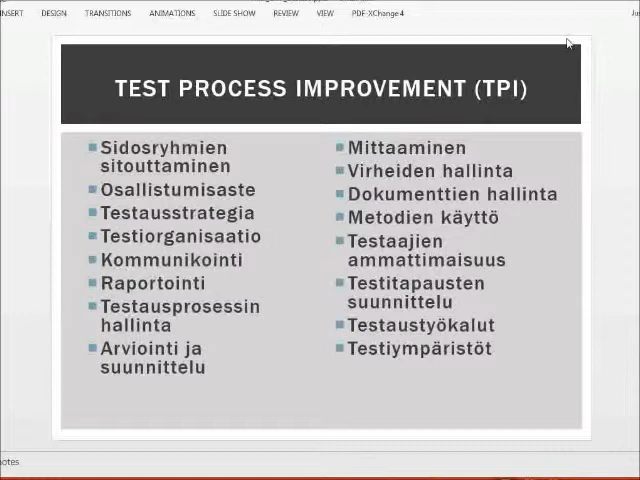 INSERT DESIGN TRANSITIONS ANIMATIONS SLIDE SHOW REVIEW VIEW PDF-XChange 4
TEST PROCESS IMPROVEMENT (TPI)
Sidosryhmien
sitouttaminen
Osallistumisaste
Testausstrategia
Testiorganisaatio
Kommunikointi
Raportointi
Testausprosessin
hallinta
Arviointi ja
suunnittelu
Mittaaminen
Virheiden hallinta
Dokumenttien hallinta
Metodien käyttö
Testaajien
ammattimaisuus
Testitapausten
suunnittelu
Testaustyökalut
Testiympäristöt
notes